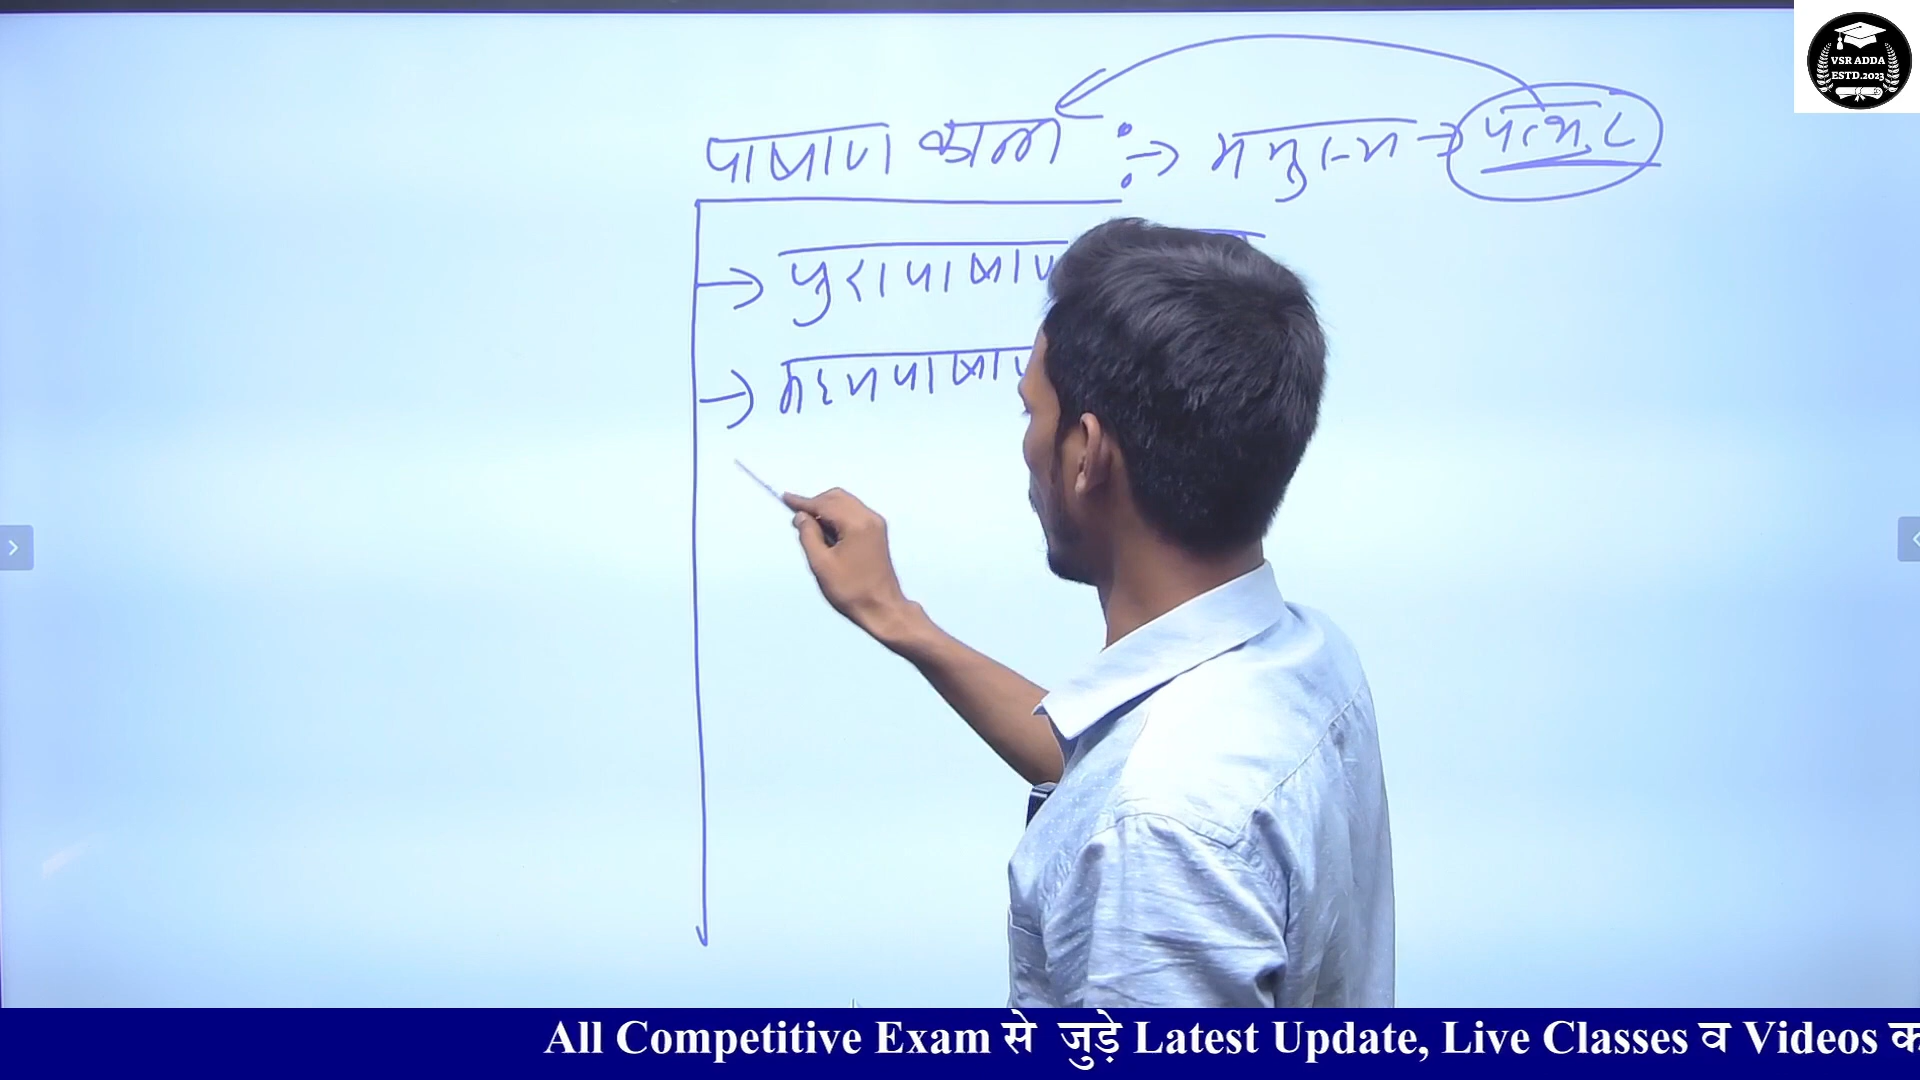 VSR ADDA
ESTD.2023
पाषाण काल :→ मनुष्य → पत्थर
→ पुरापाषाण
→ मध्यपाषाण
All Competitive Exam से जुड़े Latest Update, Live Classes व Videos क